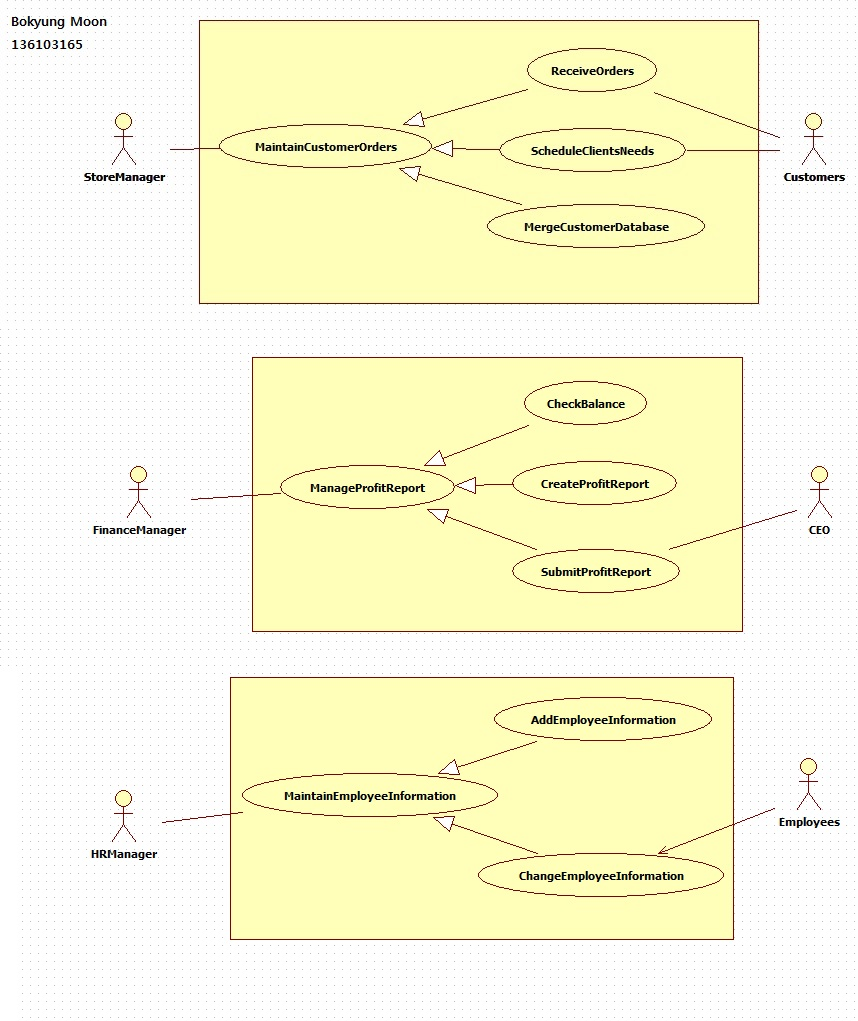 Bokyung Moon
136103165
ReceiveOrders
MaintainCustomerOrders
ScheduleClientsNeeds
StoreManager
Customers
MergeCustomerDatabase
CheckBalance
ManageProfitReport
CreateProfitReport
FinanceManager
CEO
SubmitProfitReport
AddEmployeeInformation
MaintainEmployeeInformation
Employees
HRManager
ChangeEmployeeInformation